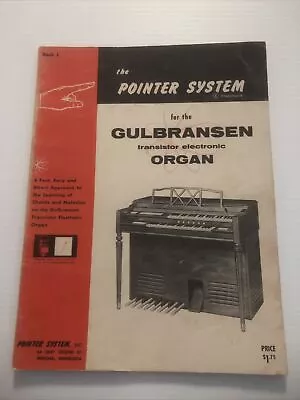 Book 1
the
POINTER SYSTEM
for the
GULBRANSEN
transistor electronic
ORGAN
A Fast, Easy and
Direct Approach to
the Learning of
Chords and Melodies
on the Gulbransen
Transistor Electronic
Organ
POINTER SYSTEM, INC.
WINONA, MINNESOTA
PRICE
$1.75